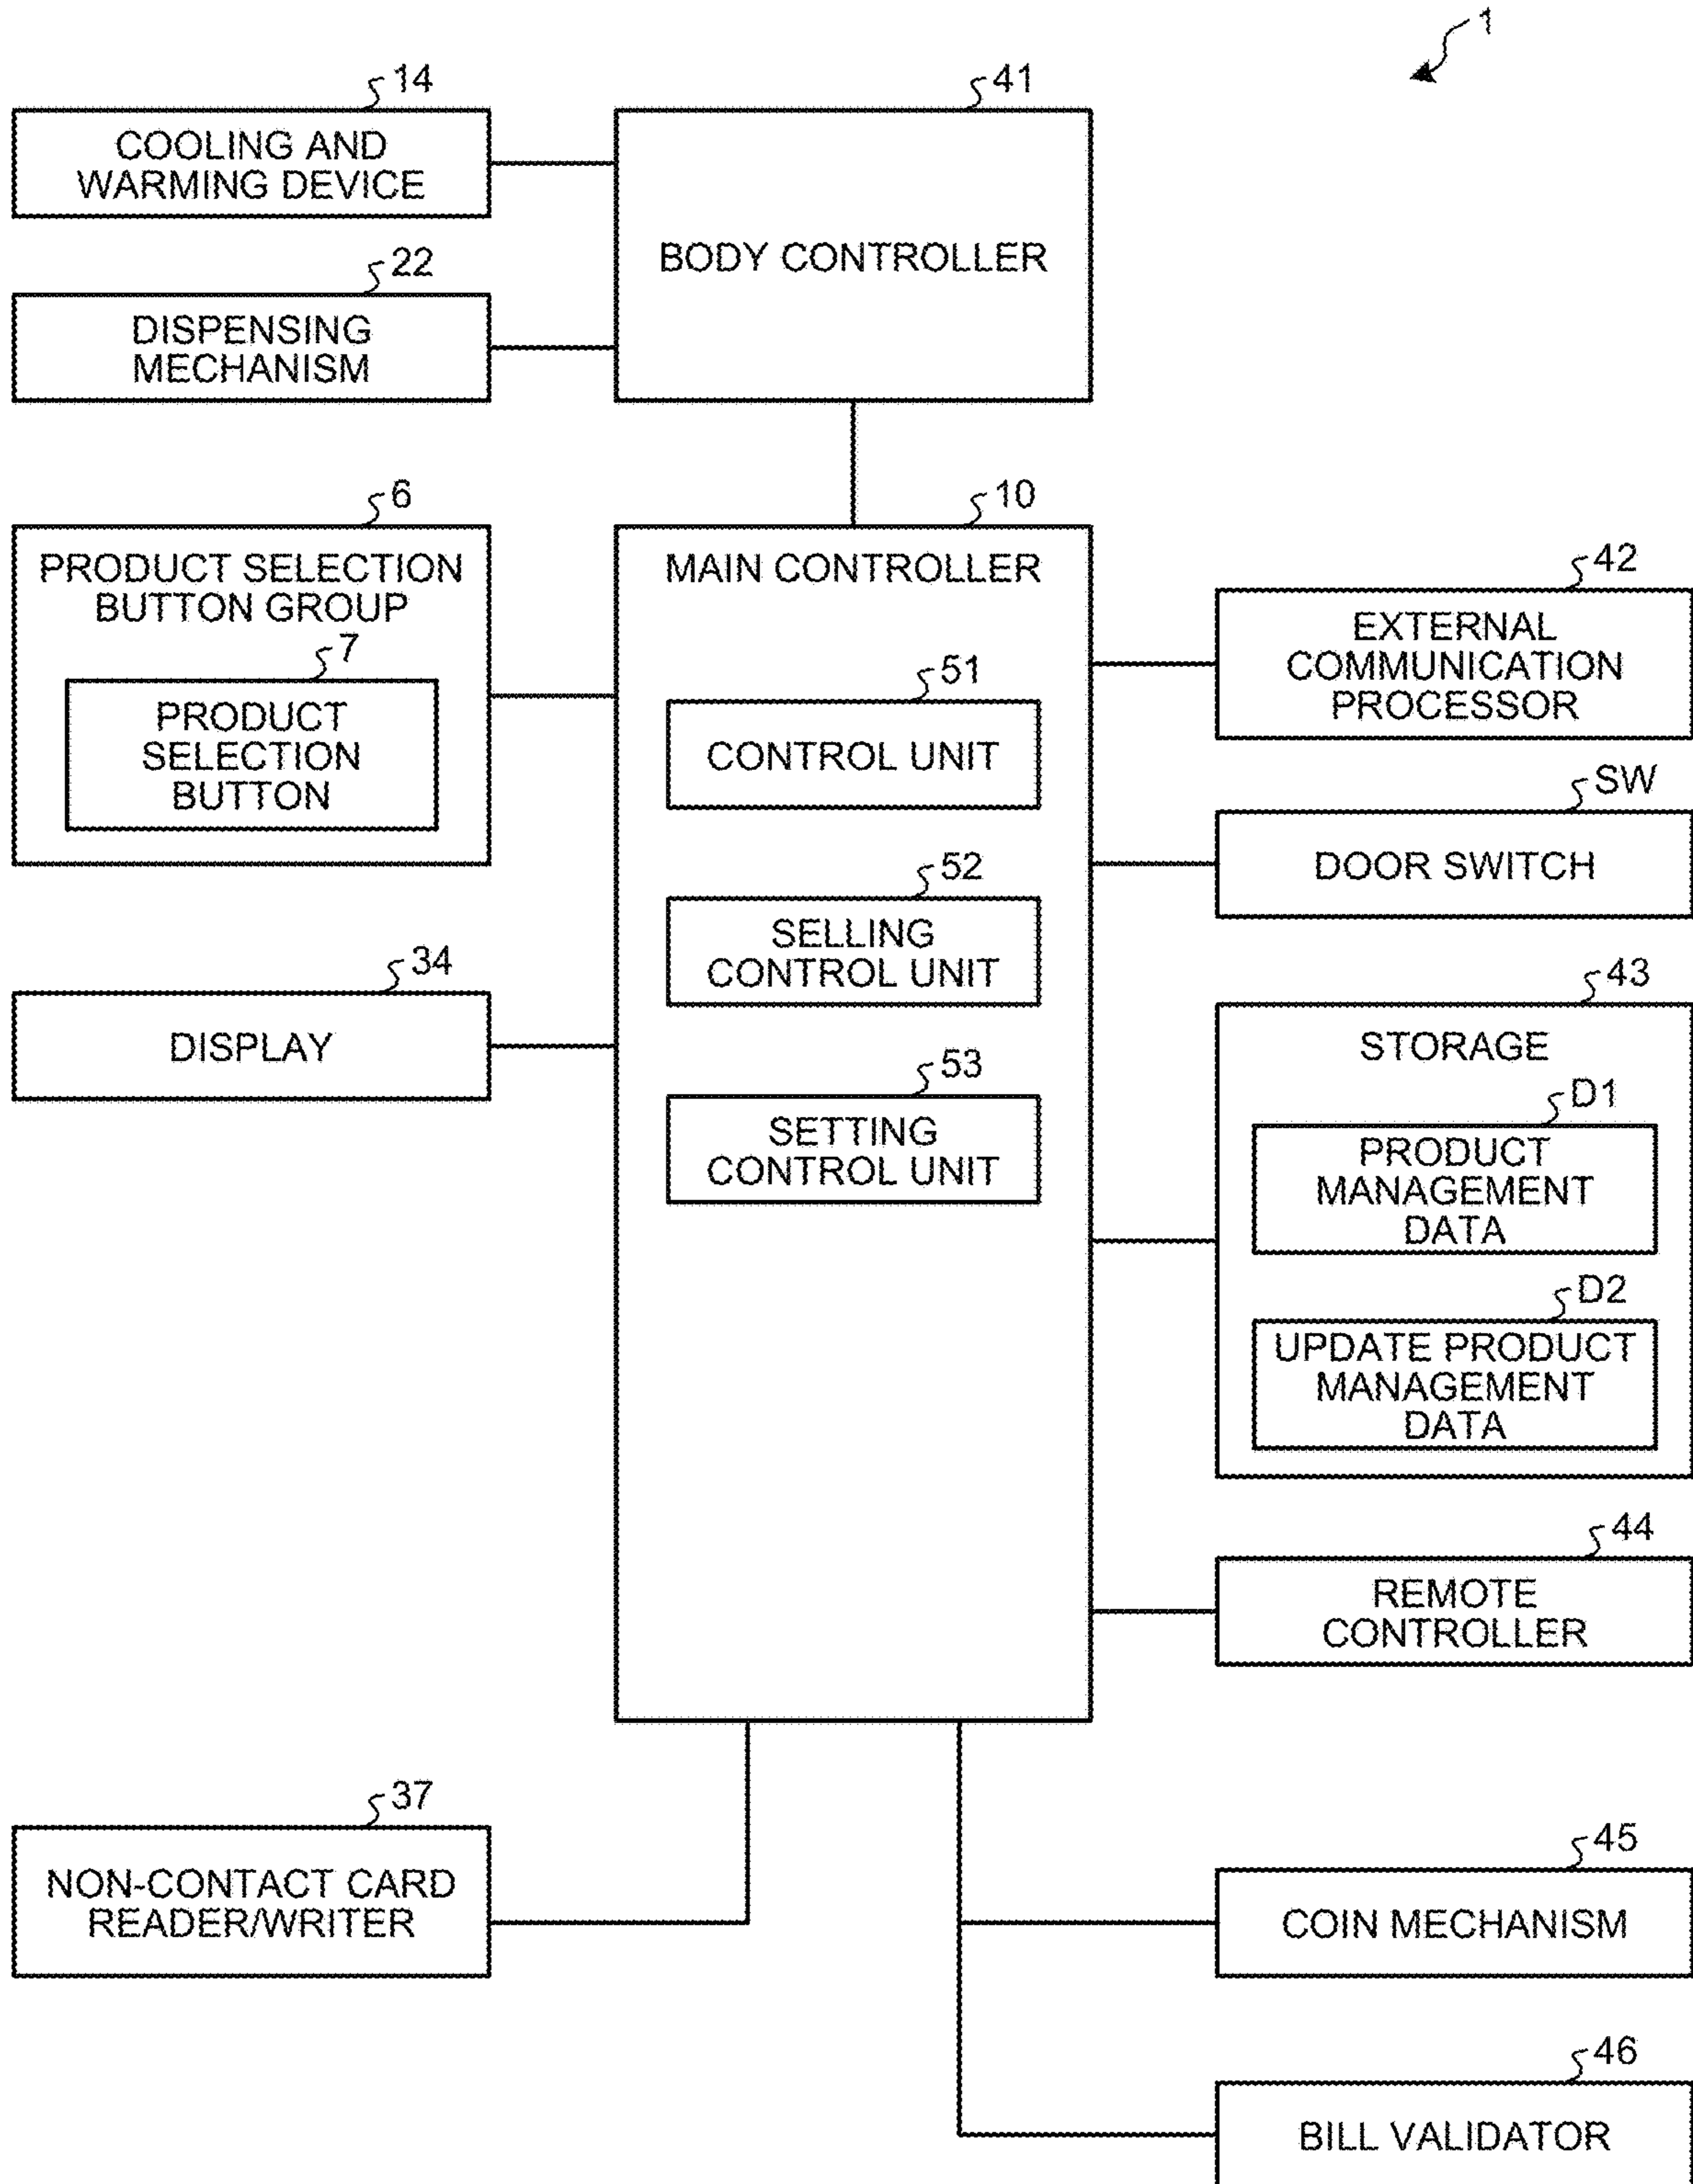 1
14
COOLING AND
WARMING DEVICE
41
BODY CONTROLLER
22
DISPENSING
MECHANISM
6
PRODUCT SELECTION
BUTTON GROUP
7
PRODUCT
SELECTION
BUTTON
10
MAIN CONTROLLER
51
CONTROL UNIT
52
SELLING
CONTROL UNIT
53
SETTING
CONTROL UNIT
42
EXTERNAL
COMMUNICATION
PROCESSOR
SW
DOOR SWITCH
34
DISPLAY
43
STORAGE
D1
PRODUCT
MANAGEMENT
DATA
D2
UPDATE PRODUCT
MANAGEMENT
DATA
44
REMOTE
CONTROLLER
37
NON-CONTACT CARD
READER/WRITER
45
COIN MECHANISM
46
BILL VALIDATOR